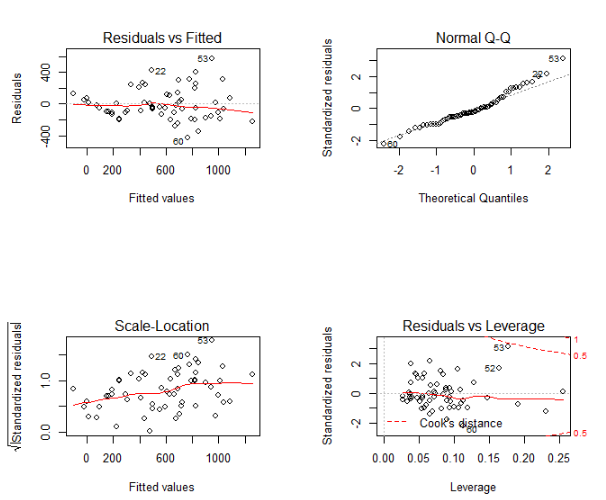 Residuals vs Fitted
Residuals
-400 0 400
53
22
60
0 200 600 1000
Fitted values
Normal Q-Q
Standardized residuals
-2 0 2
53
22
60
-2 -1 0 1 2
Theoretical Quantiles
Scale-Location
√|Standardized residuals|
0.0 1.0
53
22
60
0 200 600 1000
Fitted values
Residuals vs Leverage
Standardized residuals
-2 0 2
53
52
60
1
0.5
0.5
Cook's distance
0.00 0.05 0.10 0.15 0.20 0.25
Leverage